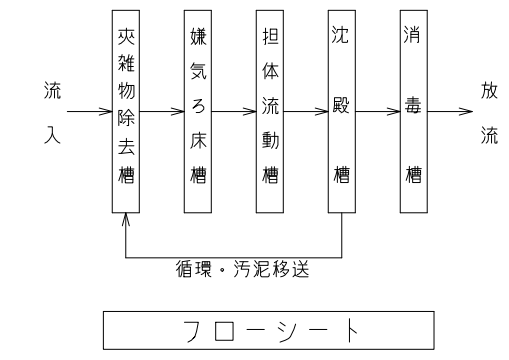 流入
夾雑物除去槽
嫌気ろ床槽
担体流動槽
沈殿槽
消毒槽
放流
循環・汚泥移送
フローシート